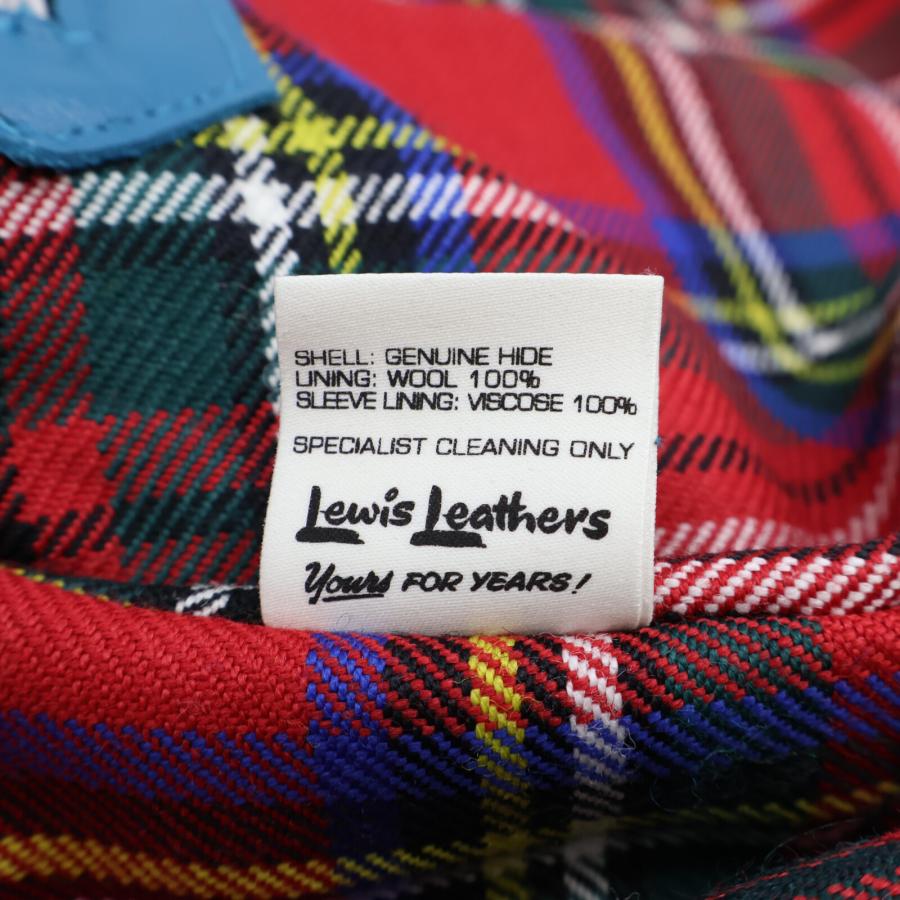 SHELL: GENUINE HIDE
LINING: WOOL 100%
SLEEVE LINING: VISCOSE 100%
SPECIALIST CLEANING ONLY
Lewis Leathers
Yours FOR YEARS!